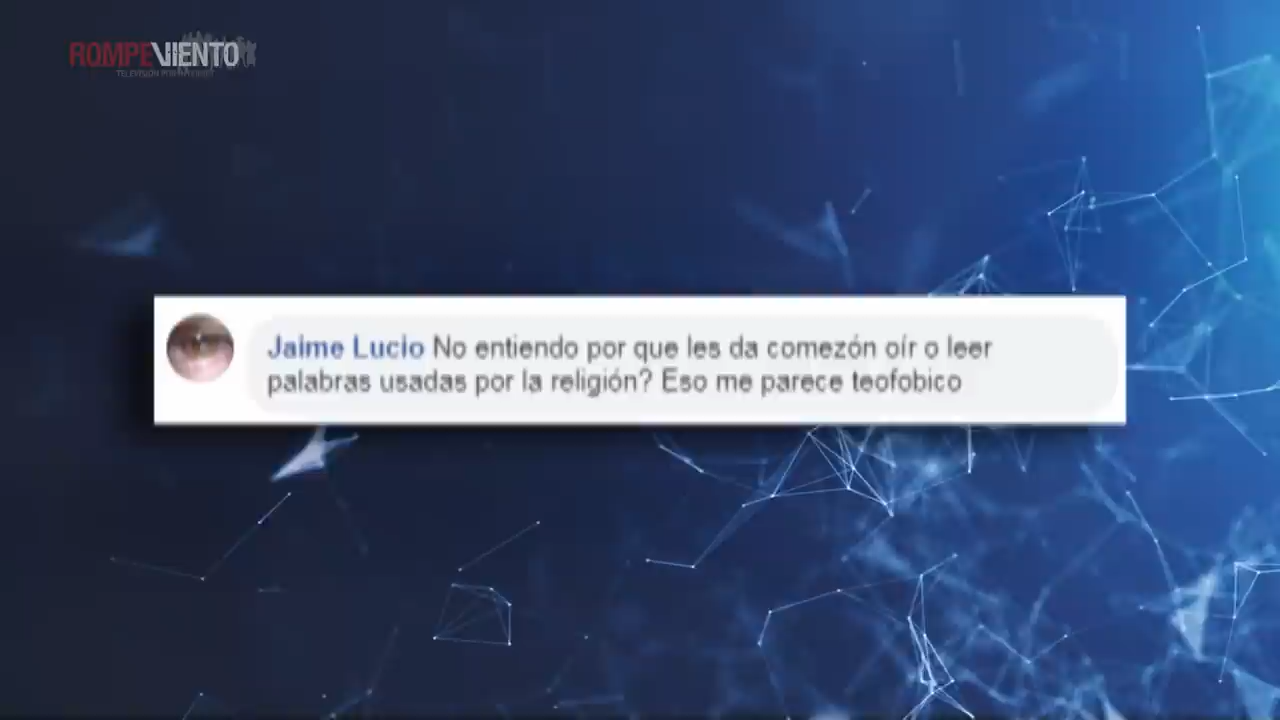 ROMPEVIENTO
Jaime Lucio No entiendo por que les da comezón oír o leer
palabras usadas por la religión? Eso me parece teofobico